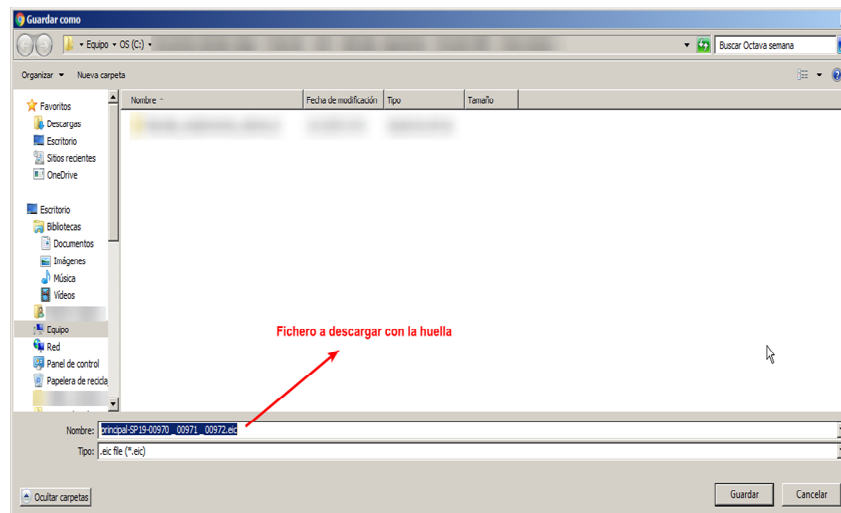 Guardar como
Equipo OS (C:)
Buscar Octava semana
Organizar Nueva carpeta
Nombre Fecha de modificación Tipo Tamaño
Favoritos
Descargas
Escritorio
Sitios recientes
OneDrive
Escritorio
Bibliotecas
Documentos
Imágenes
Música
Vídeos
Equipo
Red
Panel de control
Papelera de recicla
Fichero a descargar con la huella
Nombre: principal-SP19-00970__00971__00972.eic
Tipo: .eic file (*.eic)
Ocultar carpetas
Guardar Cancelar